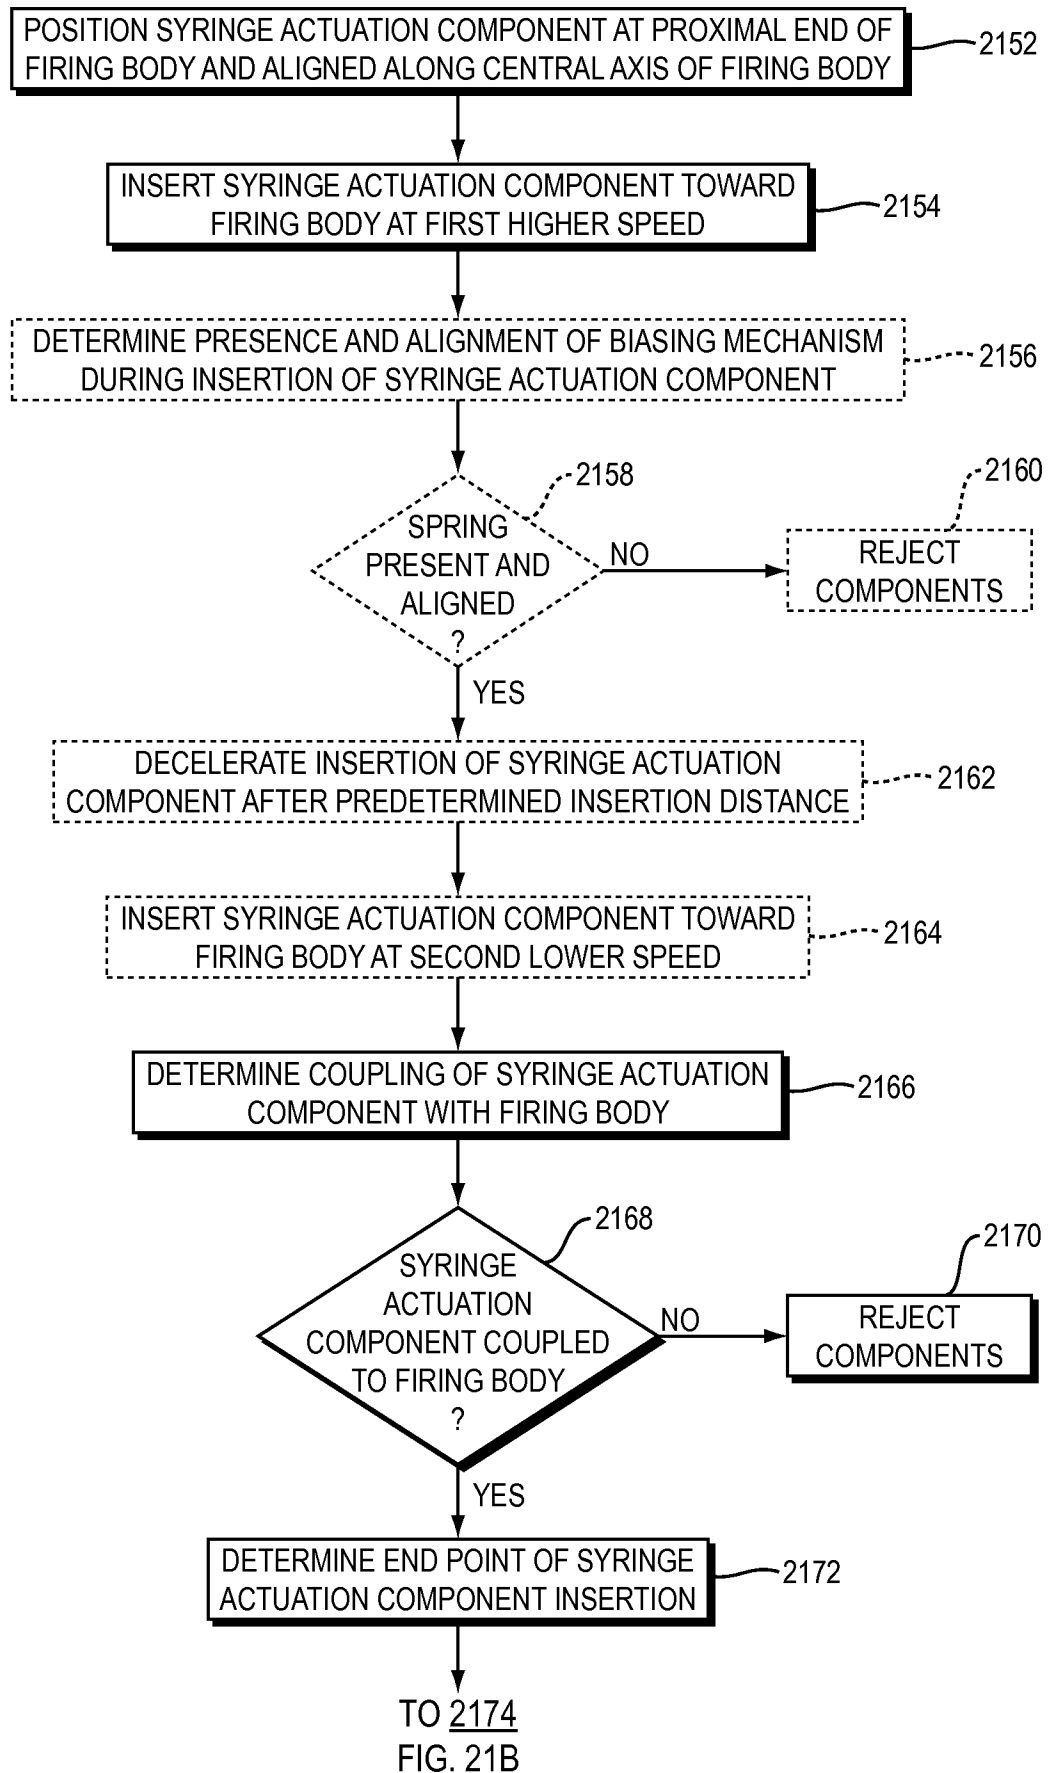 POSITION SYRINGE ACTUATION COMPONENT AT PROXIMAL END OF
FIRING BODY AND ALIGNED ALONG CENTRAL AXIS OF FIRING BODY
2152
INSERT SYRINGE ACTUATION COMPONENT TOWARD
FIRING BODY AT FIRST HIGHER SPEED
2154
DETERMINE PRESENCE AND ALIGNMENT OF BIASING MECHANISM
DURING INSERTION OF SYRINGE ACTUATION COMPONENT
2156
2158
SPRING
PRESENT AND
ALIGNED
?
NO
2160
REJECT
COMPONENTS
YES
DECELERATE INSERTION OF SYRINGE ACTUATION
COMPONENT AFTER PREDETERMINED INSERTION DISTANCE
2162
INSERT SYRINGE ACTUATION COMPONENT TOWARD
FIRING BODY AT SECOND LOWER SPEED
2164
DETERMINE COUPLING OF SYRINGE ACTUATION
COMPONENT WITH FIRING BODY
2166
2168
SYRINGE
ACTUATION
COMPONENT COUPLED
TO FIRING BODY
?
NO
2170
REJECT
COMPONENTS
YES
DETERMINE END POINT OF SYRINGE
ACTUATION COMPONENT INSERTION
2172
TO 2174
FIG. 21B